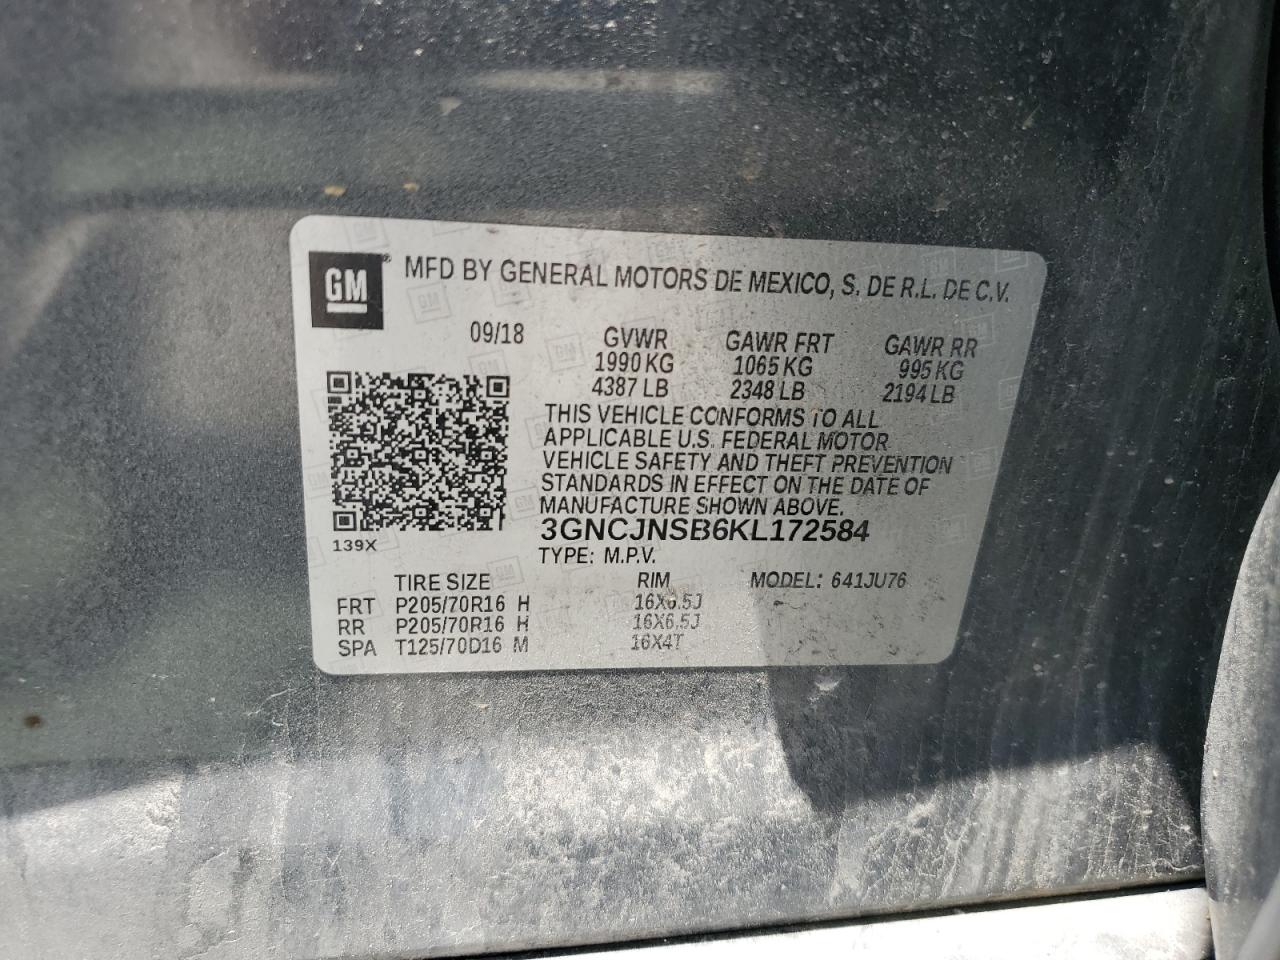 GM® MFD BY GENERAL MOTORS DE MEXICO, S. DE R.L. DE C.V.
09/18 GVWR GAWR FRT GAWR RR
1990 KG 1065 KG 995 KG
4387 LB 2348 LB 2194 LB
THIS VEHICLE CONFORMS TO ALL
APPLICABLE U.S. FEDERAL MOTOR
VEHICLE SAFETY AND THEFT PREVENTION
STANDARDS IN EFFECT ON THE DATE OF
MANUFACTURE SHOWN ABOVE.
3GNCJNSB6KL172584
139X TYPE: M.P.V.
TIRE SIZE RIM MODEL: 641JU76
FRT P205/70R16 H 16X6.5J
RR P205/70R16 H 16X6.5J
SPA T125/70D16 M 16X4T